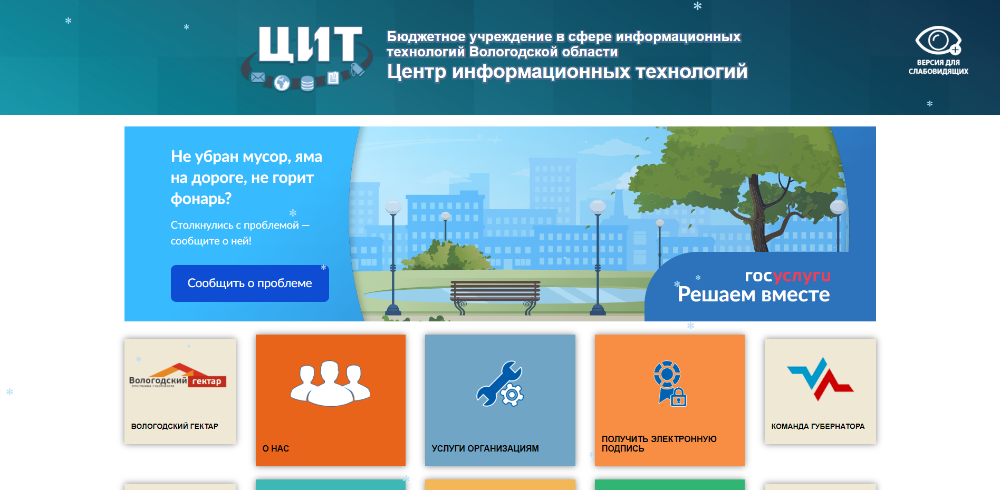 ЦИТ
Бюджетное учреждение в сфере информационных
технологий Вологодской области
Центр информационных технологий
ВЕРСИЯ ДЛЯ
СЛАБОВИДЯЩИХ
Не убран мусор, яма
на дороге, не горит
фонарь?
Столкнулись с проблемой —
сообщите о ней!
Сообщить о проблеме
госуслуги
Решаем вместе
Вологодский гектар
ПРОГРАММА ГУБЕРНАТОРА
ВОЛОГОДСКИЙ ГЕКТАР
О НАС
УСЛУГИ ОРГАНИЗАЦИЯМ
ПОЛУЧИТЬ ЭЛЕКТРОННУЮ
ПОДПИСЬ
КОМАНДА ГУБЕРНАТОРА